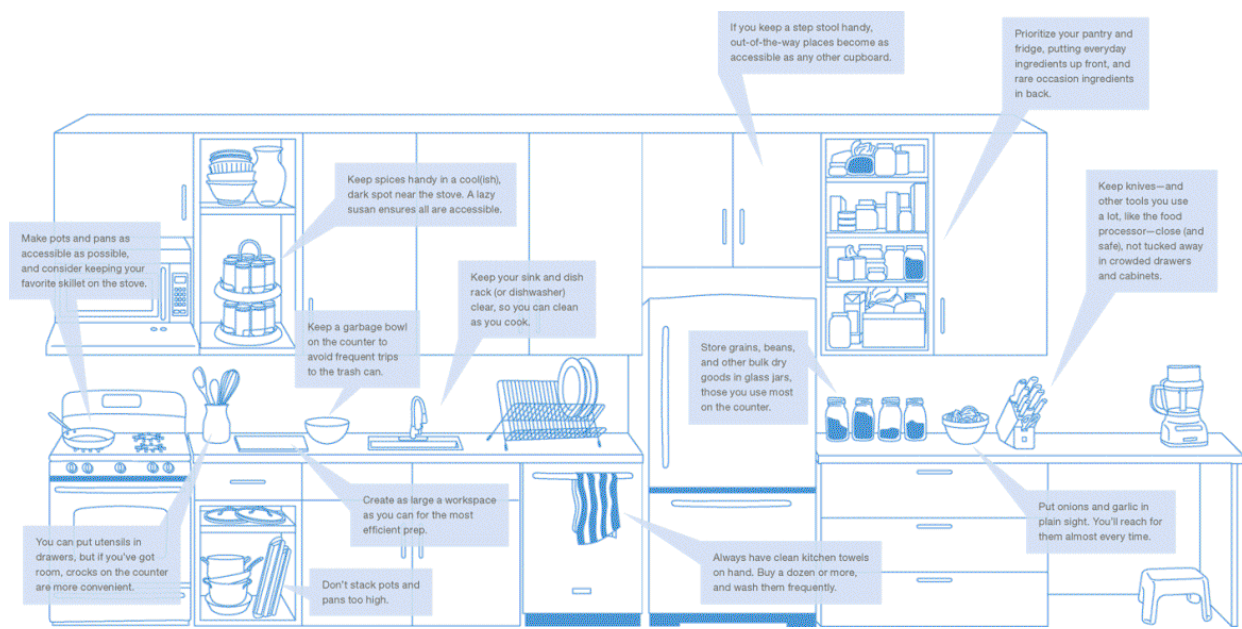 If you keep a step stool handy,
out-of-the-way places become as
accessible as any other cupboard.
Prioritize your pantry and
fridge, putting everyday
ingredients up front, and
rare occasion ingredients
in back.
Keep spices handy in a cool(ish),
dark spot near the stove. A lazy
susan ensures all are accessible.
Keep knives—and
other tools you use
a lot, like the food
processor—close (and
safe), not tucked away
in crowded drawers
and cabinets.
Make pots and pans as
accessible as possible,
and consider keeping your
favorite skillet on the stove.
Keep your sink and dish
rack (or dishwasher)
clear, so you can clean
as you cook.
Keep a garbage bowl
on the counter to
avoid frequent trips
to the trash can.
Store grains, beans,
and other bulk dry
goods in glass jars,
those you use most
on the counter.
Create as large a workspace
as you can for the most
efficient prep.
Put onions and garlic in
plain sight. You'll reach for
them almost every time.
You can put utensils in
drawers, but if you've got
room, crocks on the counter
are more convenient.
Always have clean kitchen towels
on hand. Buy a dozen or more,
and wash them frequently.
Don't stack pots and
pans too high.